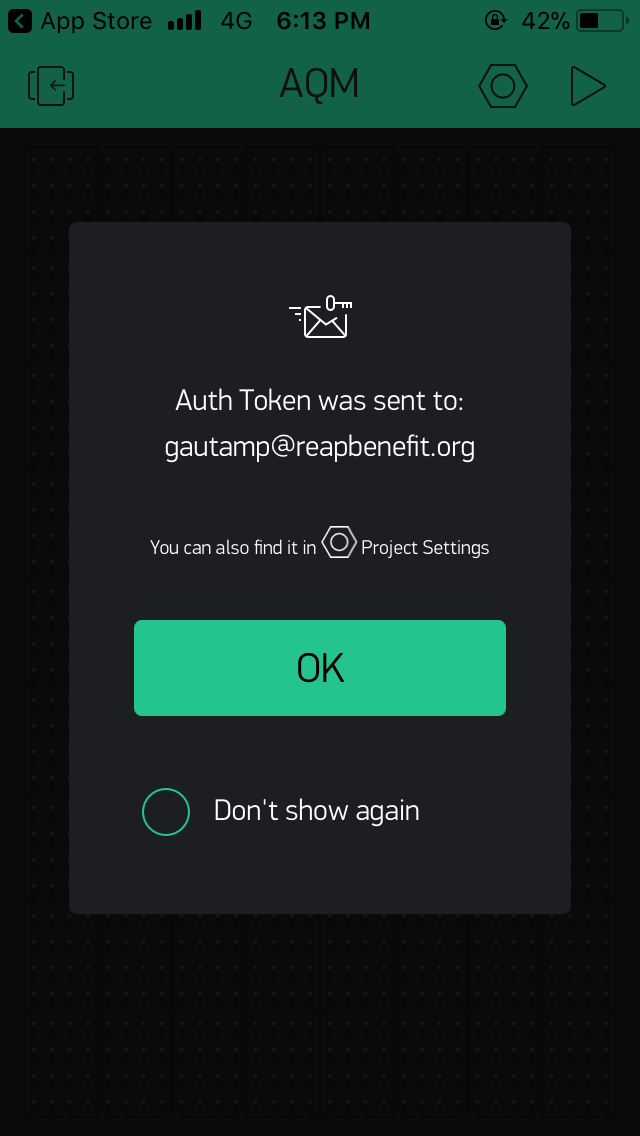 App Store 4G 6:13 PM 42%
AQM
Auth Token was sent to:
gautamp@reapbenefit.org
You can also find it in Project Settings
OK
Don't show again